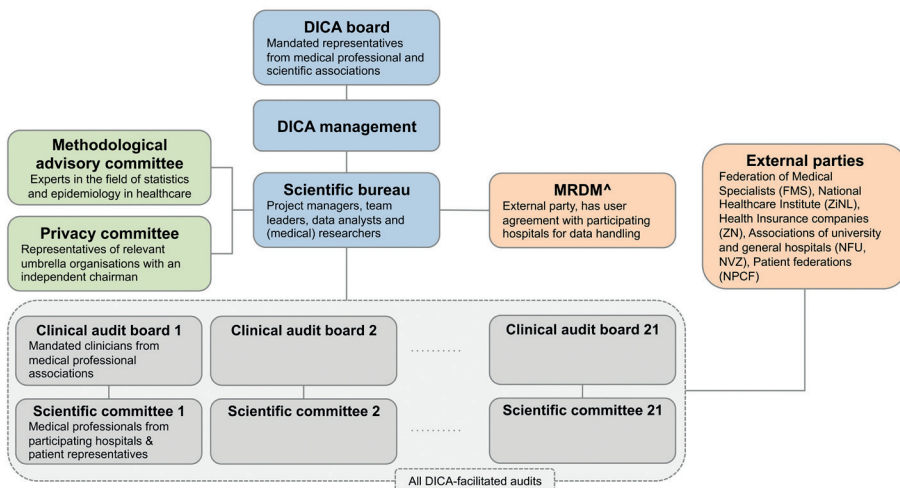 DICA board
Mandated representatives
from medical professional and
scientific associations
DICA management
Methodological
advisory committee
Experts in the field of statistics
and epidemiology in healthcare
Privacy committee
Representatives of relevant
umbrella organisations with an
independent chairman
Scientific bureau
Project managers, team
leaders, data analysts and
(medical) researchers
MRDM^
External party, has user
agreement with participating
hospitals for data handling
External parties
Federation of Medical
Specialists (FMS), National
Healthcare Institute (ZiNL),
Health Insurance companies
(ZN), Associations of university
and general hospitals (NFU,
NVZ), Patient federations
(NPCF)
Clinical audit board 1
Mandated clinicians from
medical professional
associations
Clinical audit board 2
Clinical audit board 21
Scientific committee 1
Medical professionals from
participating hospitals &
patient representatives
Scientific committee 2
Scientific committee 21
All DICA-facilitated audits